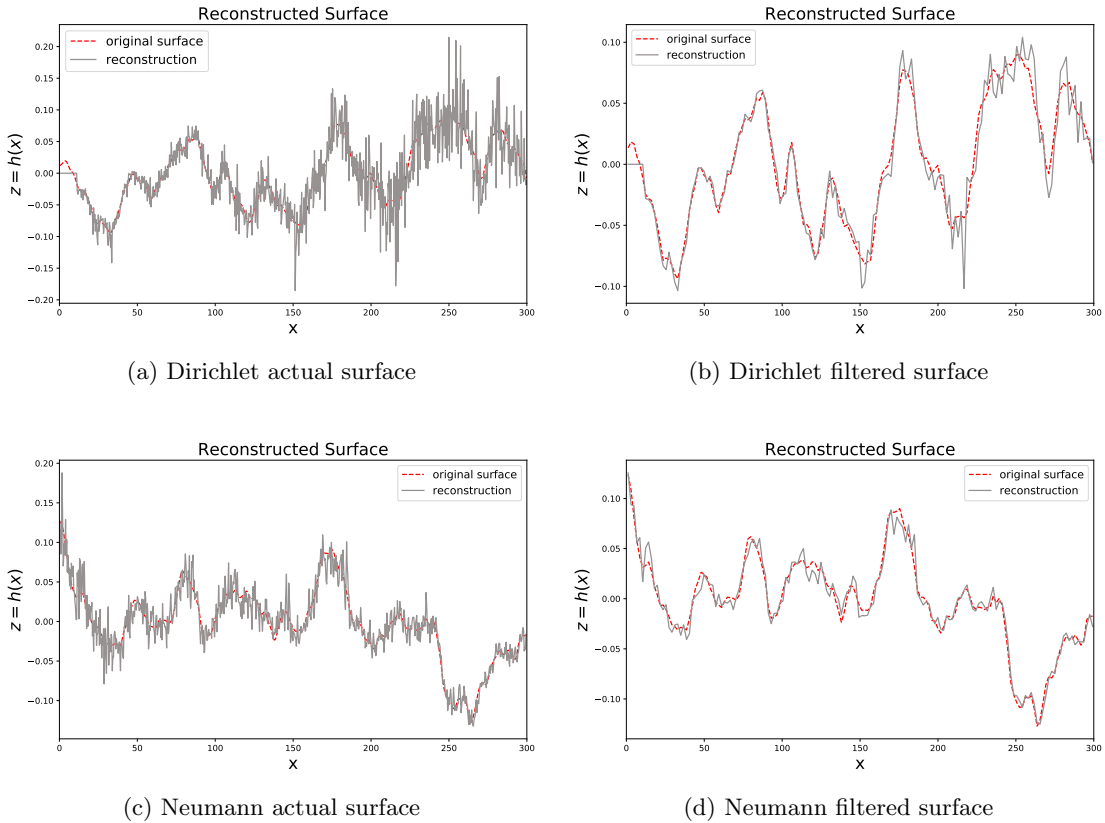 Reconstructed Surface
original surface
reconstruction
0.20
0.15
0.10
0.05
0.00
−0.05
−0.10
−0.15
−0.20
z = h(x)
0 50 100 150 200 250 300
x
(a) Dirichlet actual surface
Reconstructed Surface
original surface
reconstruction
0.10
0.05
0.00
−0.05
−0.10
z = h(x)
0 50 100 150 200 250 300
x
(b) Dirichlet filtered surface
Reconstructed Surface
original surface
reconstruction
0.20
0.15
0.10
0.05
0.00
−0.05
−0.10
z = h(x)
0 50 100 150 200 250 300
x
(c) Neumann actual surface
Reconstructed Surface
original surface
reconstruction
0.10
0.05
0.00
−0.05
−0.10
z = h(x)
0 50 100 150 200 250 300
x
(d) Neumann filtered surface